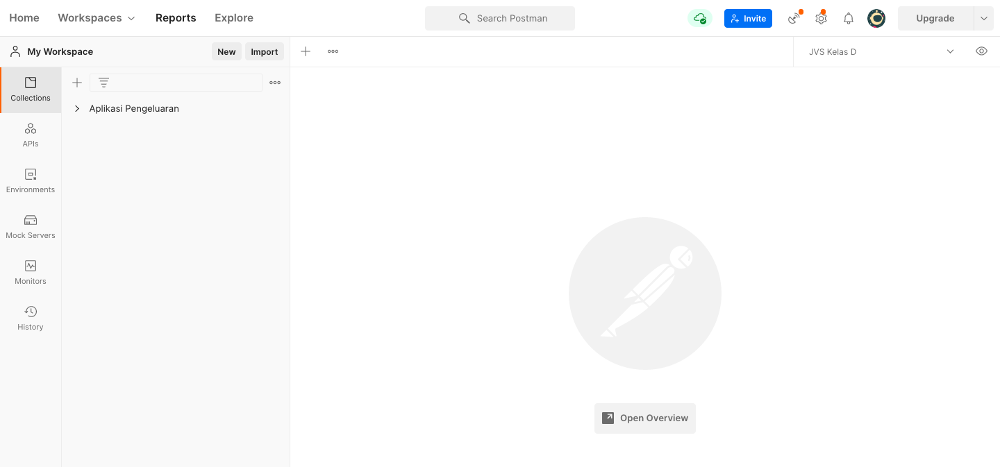 Home Workspaces Reports Explore Search Postman Invite Upgrade
My Workspace New Import JVS Kelas D
Collections
Aplikasi Pengeluaran
APIs
Environments
Mock Servers
Monitors
History
Open Overview